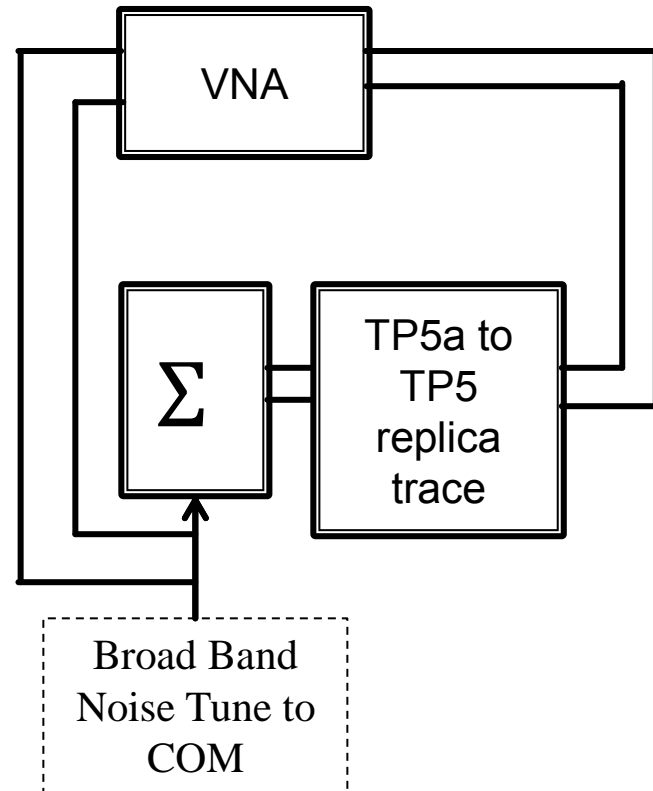 VNA
Σ
TP5a to
TP5
replica
trace
Broad Band
Noise Tune to
COM